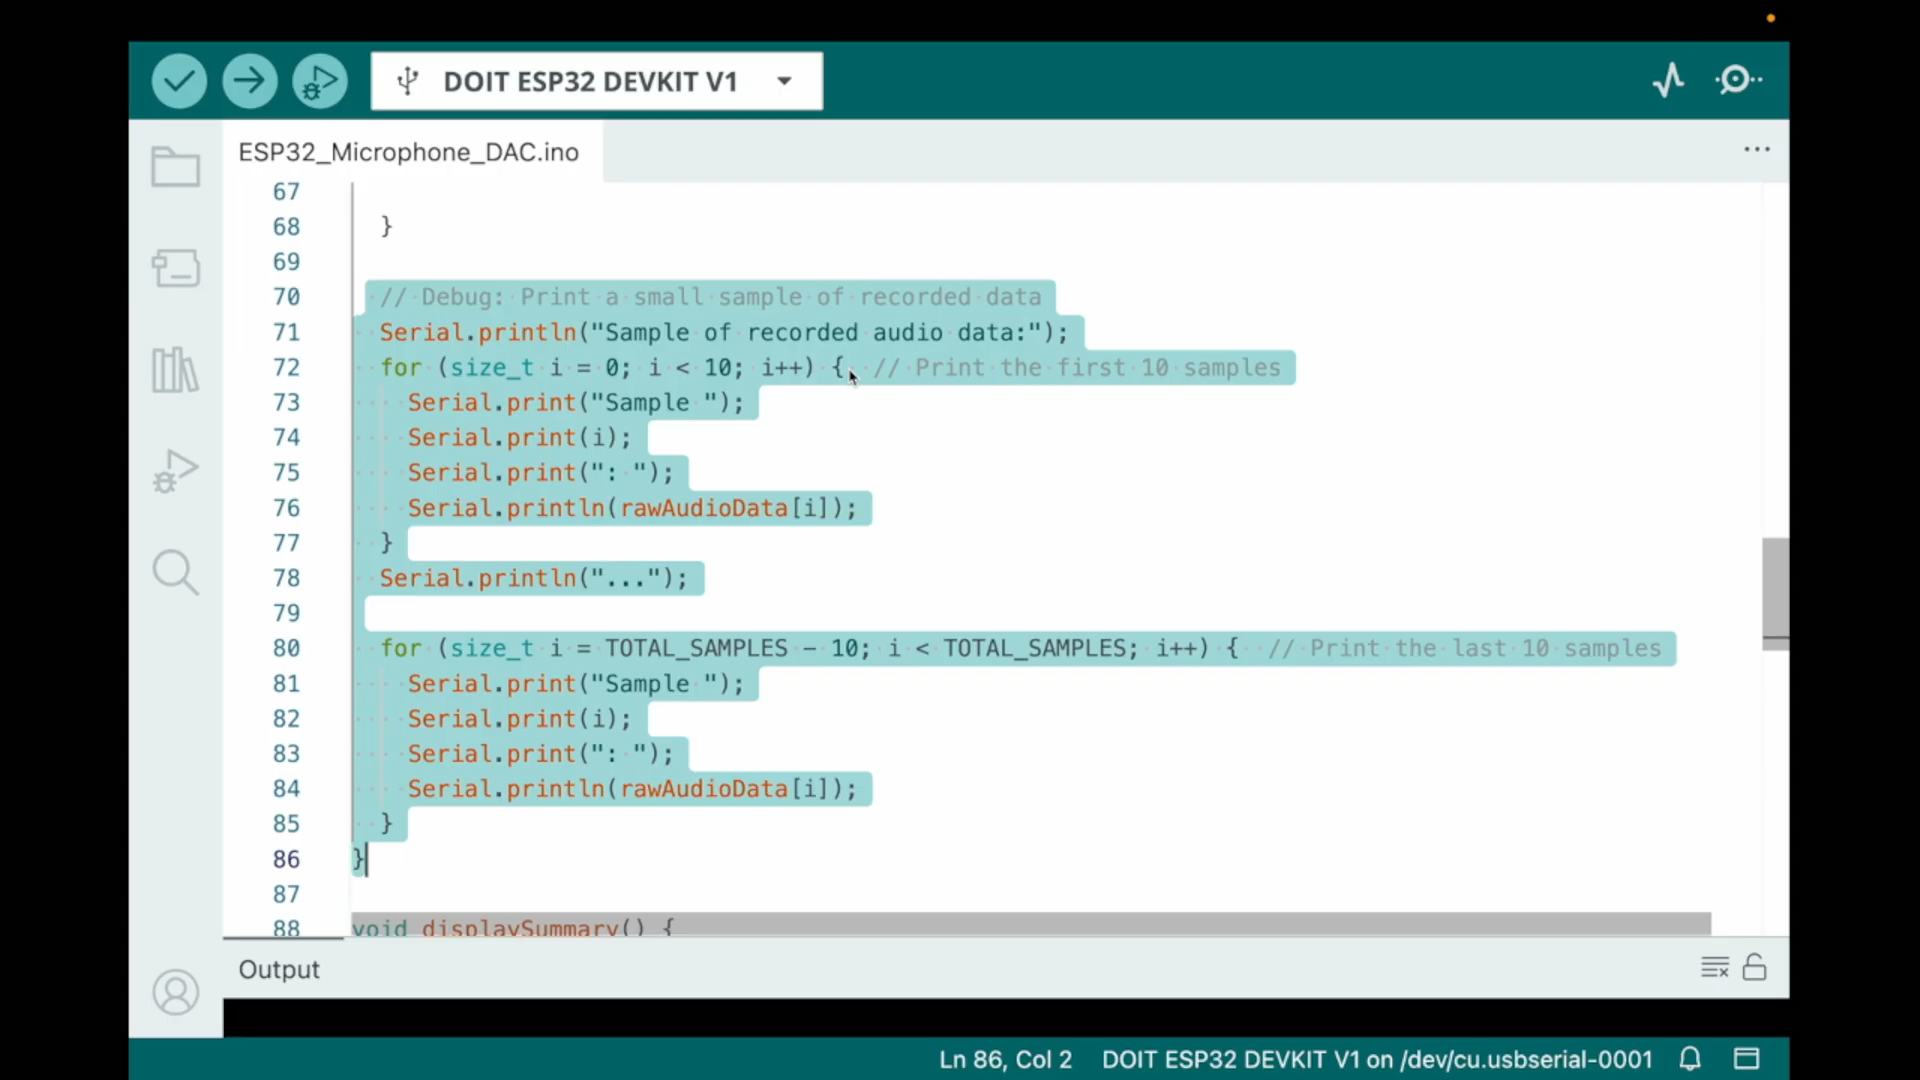 DOIT ESP32 DEVKIT V1
ESP32_Microphone_DAC.ino
...
67
68 }
69
70 // Debug: Print a small sample of recorded data
71 Serial.println("Sample of recorded audio data:");
72 for (size_t i = 0; i < 10; i++) { // Print the first 10 samples
73 Serial.print("Sample ");
74 Serial.print(i);
75 Serial.print(": ");
76 Serial.println(rawAudioData[i]);
77 }
78 Serial.println("...");
79
80 for (size_t i = TOTAL_SAMPLES - 10; i < TOTAL_SAMPLES; i++) { // Print the last 10 samples
81 Serial.print("Sample ");
82 Serial.print(i);
83 Serial.print(": ");
84 Serial.println(rawAudioData[i]);
85 }
86 }
87
88 void displaySummary() {
Output
Ln 86, Col 2 DOIT ESP32 DEVKIT V1 on /dev/cu.usbserial-0001